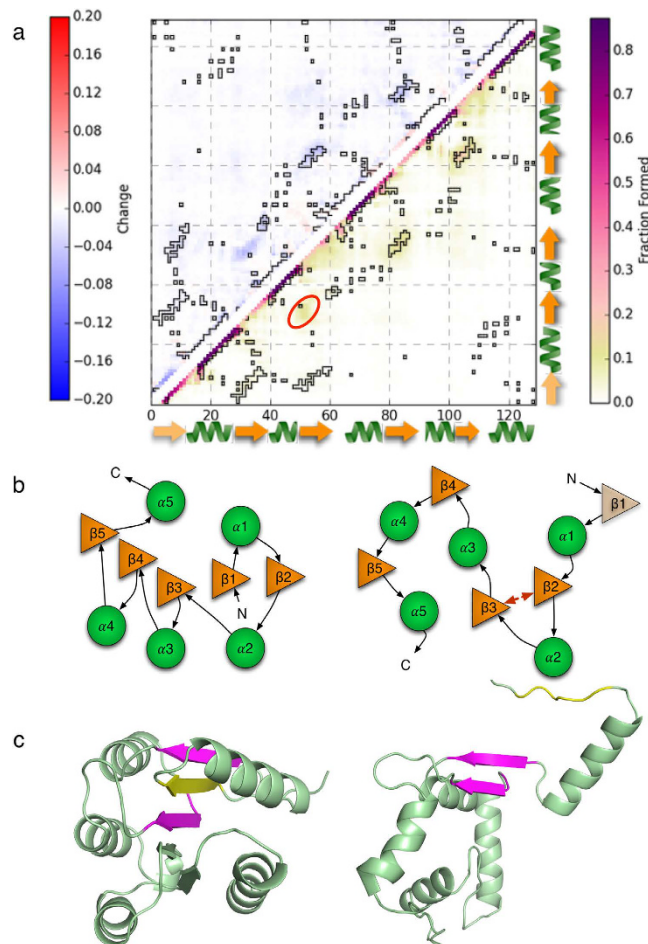 a
0.20
0.16
0.12
0.08
0.04
0.00
−0.04
−0.08
−0.12
−0.16
−0.20
Change
0 20 40 60 80 100 120
0.8
0.7
0.6
0.5
0.4
0.3
0.2
0.1
0.0
Fraction Formed
b
C
α5
β5
β4
β3
α1
β1
β2
N
α4
α3
α2
β4
N
β1
α4
α3
α1
β5
β3
β2
α5
C
α2
c